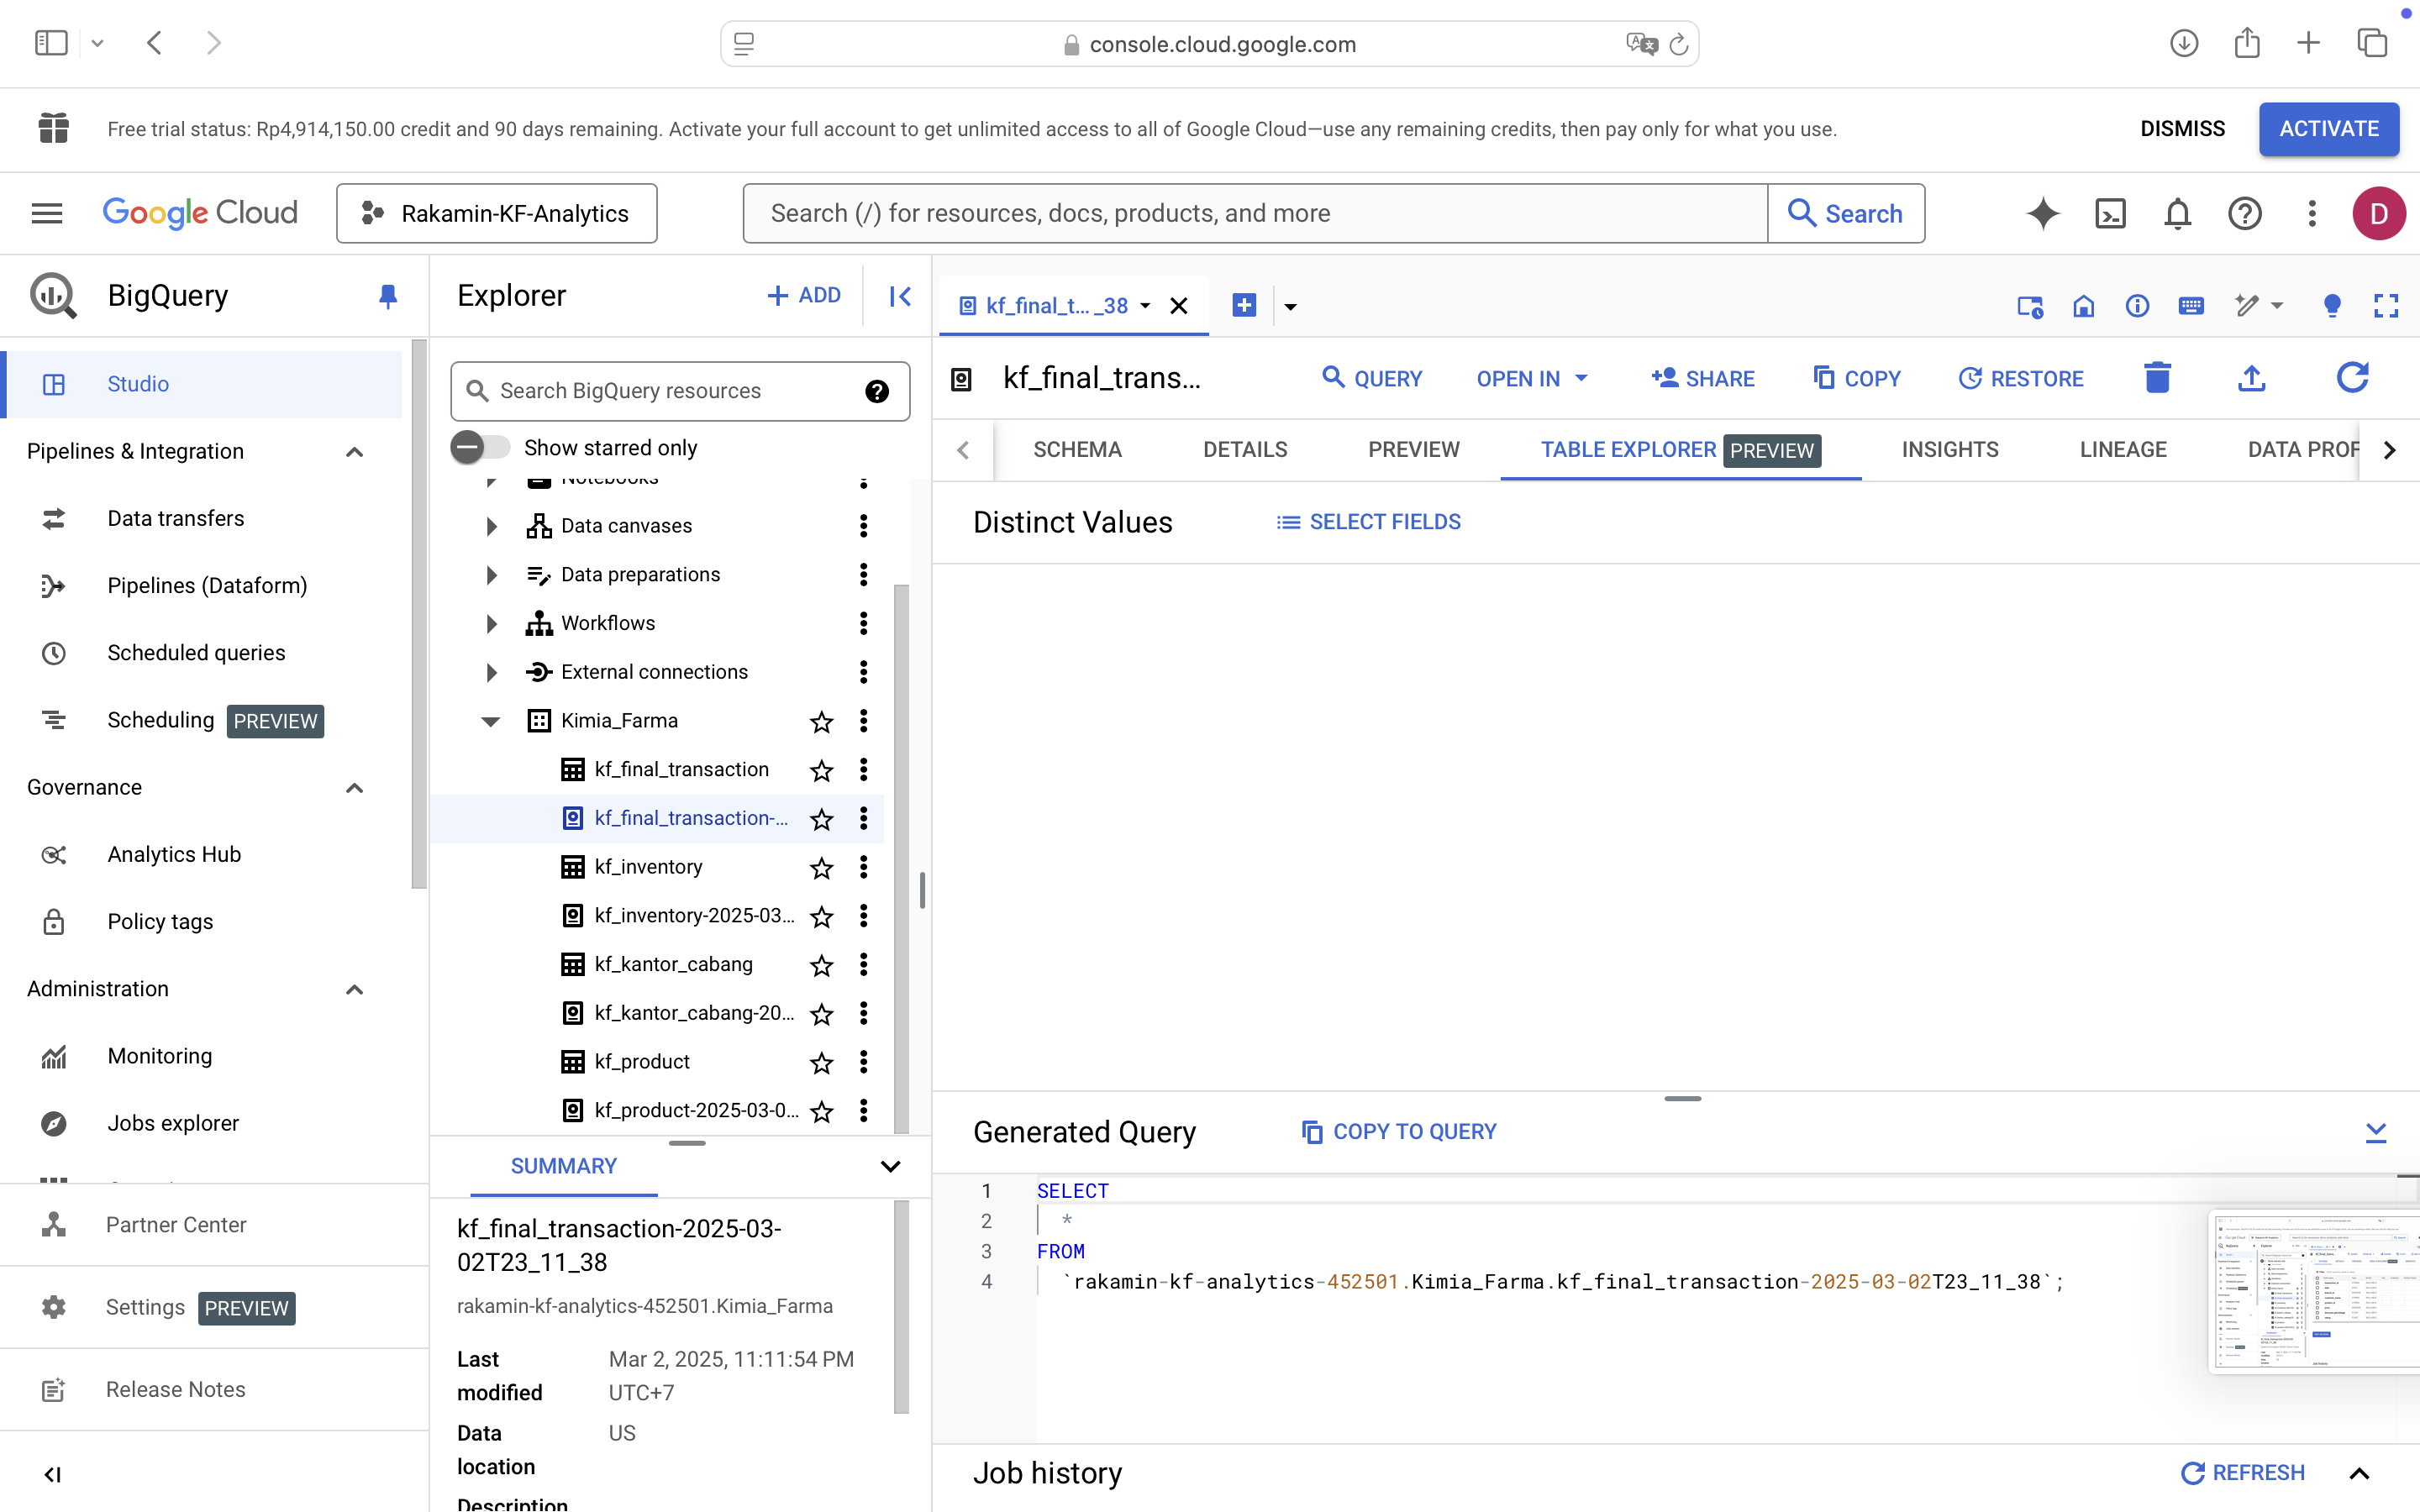 console.cloud.google.com
Free trial status: Rp4,914,150.00 credit and 90 days remaining. Activate your full account to get unlimited access to all of Google Cloud—use any remaining credits, then pay only for what you use.
DISMISS
ACTIVATE
Google Cloud
Rakamin-KF-Analytics
Search (/) for resources, docs, products, and more
Search
D
BigQuery
Studio
Pipelines & Integration
Data transfers
Pipelines (Dataform)
Scheduled queries
Scheduling PREVIEW
Governance
Analytics Hub
Policy tags
Administration
Monitoring
Jobs explorer
Partner Center
Settings PREVIEW
Release Notes
Explorer
+ ADD
Search BigQuery resources
Show starred only
Notebooks
Data canvases
Data preparations
Workflows
External connections
Kimia_Farma
kf_final_transaction
kf_final_transaction-...
kf_inventory
kf_inventory-2025-03...
kf_kantor_cabang
kf_kantor_cabang-20...
kf_product
kf_product-2025-03-0...
SUMMARY
kf_final_transaction-2025-03-
02T23_11_38
rakamin-kf-analytics-452501.Kimia_Farma
Last modified
Mar 2, 2025, 11:11:54 PM UTC+7
Data location
US
Description
kf_final_t..._38
kf_final_trans...
QUERY
OPEN IN
SHARE
COPY
RESTORE
SCHEMA
DETAILS
PREVIEW
TABLE EXPLORER PREVIEW
INSIGHTS
LINEAGE
DATA PROF
Distinct Values
SELECT FIELDS
Generated Query
COPY TO QUERY
1 SELECT
2 *
3 FROM
4 `rakamin-kf-analytics-452501.Kimia_Farma.kf_final_transaction-2025-03-02T23_11_38`;
Job history
REFRESH